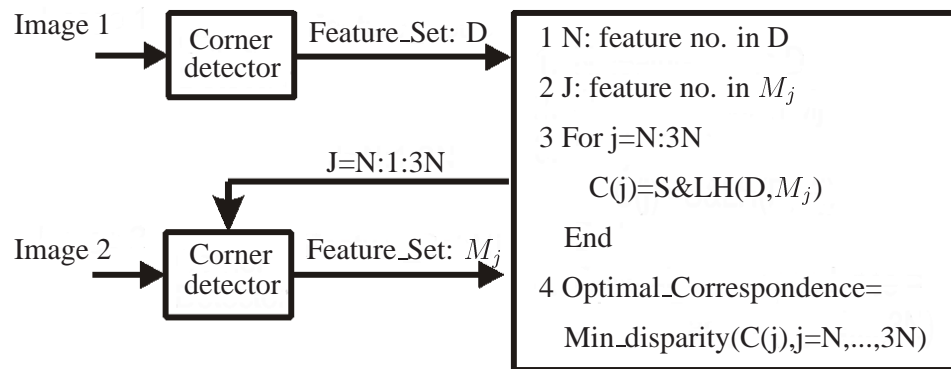 Image 1
Corner
detector
Feature_Set: D
J=N:1:3N
Image 2
Corner
detector
Feature_Set: M_j
1 N: feature no. in D
2 J: feature no. in M_j
3 For j=N:3N
C(j)=S&LH(D,M_j)
End
4 Optimal_Correspondence=
Min_disparity(C(j),j=N,...,3N)